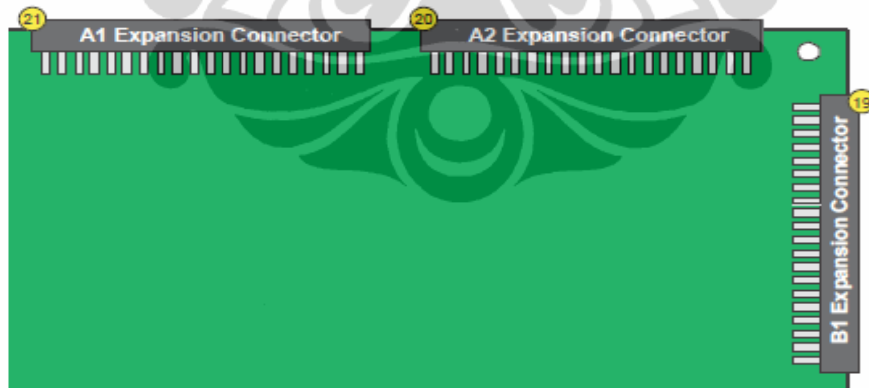 21
A1 Expansion Connector
20
A2 Expansion Connector
19
B1 Expansion Connector